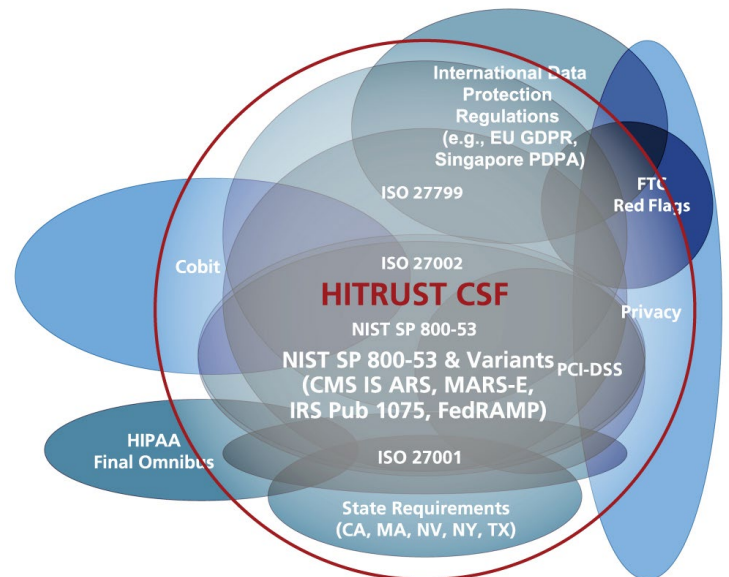 International Data
Protection
Regulations
(e.g., EU GDPR,
Singapore PDPA)
ISO 27799
FTC
Red Flags
Cobit
ISO 27002
HITRUST CSF
Privacy
NIST SP 800-53
NIST SP 800-53 & Variants
PCI-DSS
(CMS IS ARS, MARS-E,
IRS Pub 1075, FedRAMP)
HIPAA
Final Omnibus
ISO 27001
State Requirements
(CA, MA, NV, NY, TX)